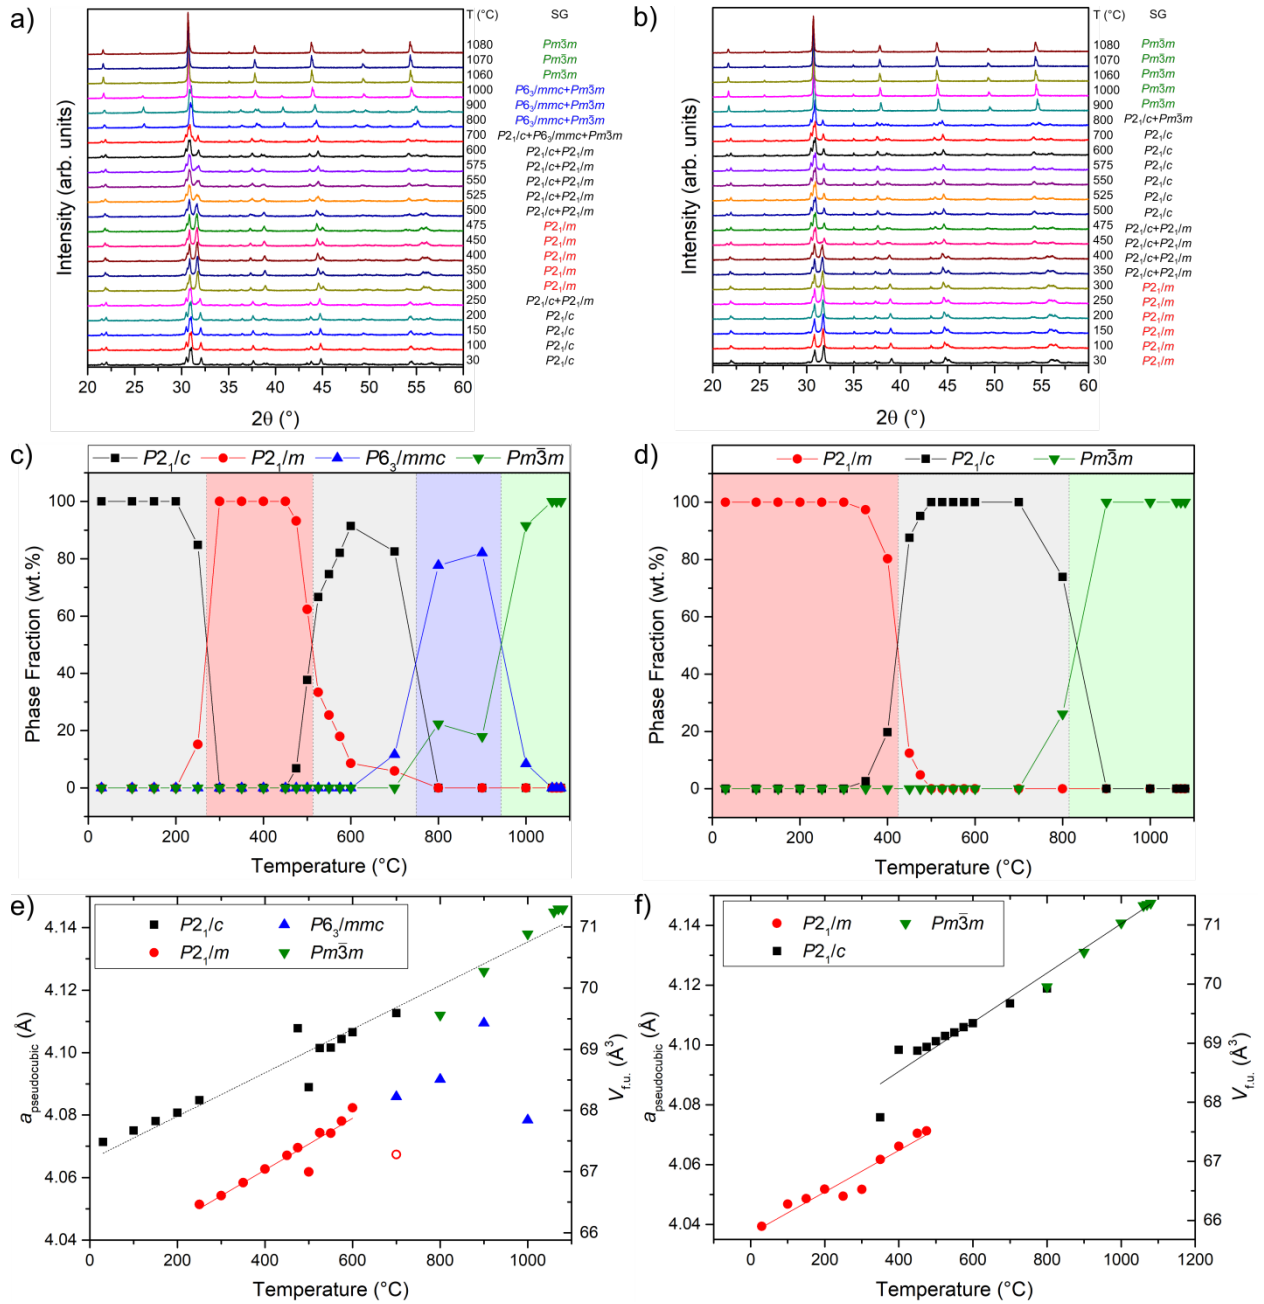 a)
T (°C) SG
1080 Pm3̄m
1070 Pm3̄m
1060 Pm3̄m
1000 P6₃/mmc+Pm3̄m
900 P6₃/mmc+Pm3̄m
800 P6₃/mmc+Pm3̄m
700 P2₁/c+P6₃/mmc+Pm3̄m
600 P2₁/c+P2₁/m
575 P2₁/c+P2₁/m
550 P2₁/c+P2₁/m
525 P2₁/c+P2₁/m
500 P2₁/c+P2₁/m
475 P2₁/m
450 P2₁/m
400 P2₁/m
350 P2₁/m
300 P2₁/m
250 P2₁/c+P2₁/m
200 P2₁/c
150 P2₁/c
100 P2₁/c
30 P2₁/c
Intensity (arb. units)
20 25 30 35 40 45 50 55 60
2θ (°)
b)
T (°C) SG
1080 Pm3̄m
1070 Pm3̄m
1060 Pm3̄m
1000 Pm3̄m
900 Pm3̄m
800 P2₁/c+Pm3̄m
700 P2₁/c
600 P2₁/c
575 P2₁/c
550 P2₁/c
525 P2₁/c
500 P2₁/c
475 P2₁/c+P2₁/m
450 P2₁/c+P2₁/m
400 P2₁/c+P2₁/m
350 P2₁/c+P2₁/m
300 P2₁/m
250 P2₁/m
200 P2₁/m
150 P2₁/m
100 P2₁/m
30 P2₁/m
Intensity (arb. units)
20 25 30 35 40 45 50 55 60
2θ (°)
c)
P2₁/c P2₁/m P6₃/mmc Pm3̄m
100
80
60
40
20
0
Phase Fraction (wt.%)
0 200 400 600 800 1000
Temperature (°C)
d)
P2₁/m P2₁/c Pm3̄m
100
80
60
40
20
0
Phase Fraction (wt.%)
0 200 400 600 800 1000
Temperature (°C)
e)
P2₁/c P6₃/mmc
P2₁/m Pm3̄m
4.14
4.12
4.10
4.08
4.06
4.04
a pseudocubic (Å)
71
70
69
68
67
66
V f.u. (Å³)
0 200 400 600 800 1000
Temperature (°C)
f)
P2₁/m Pm3̄m
P2₁/c
4.14
4.12
4.10
4.08
4.06
4.04
a pseudocubic (Å)
71
70
69
68
67
66
V f.u. (Å³)
0 200 400 600 800 1000 1200
Temperature (°C)